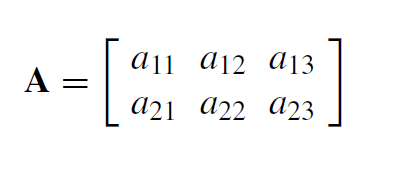 A = [ a₁₁ a₁₂ a₁₃
a₂₁ a₂₂ a₂₃ ]